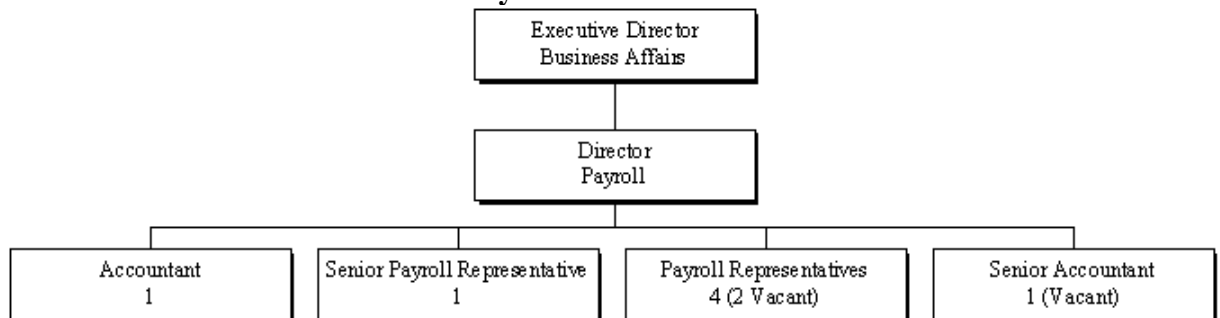 Executive Director
Business Affairs
Director
Payroll
Accountant
1
Senior Payroll Representative
1
Payroll Representatives
4 (2 Vacant)
Senior Accountant
1 (Vacant)